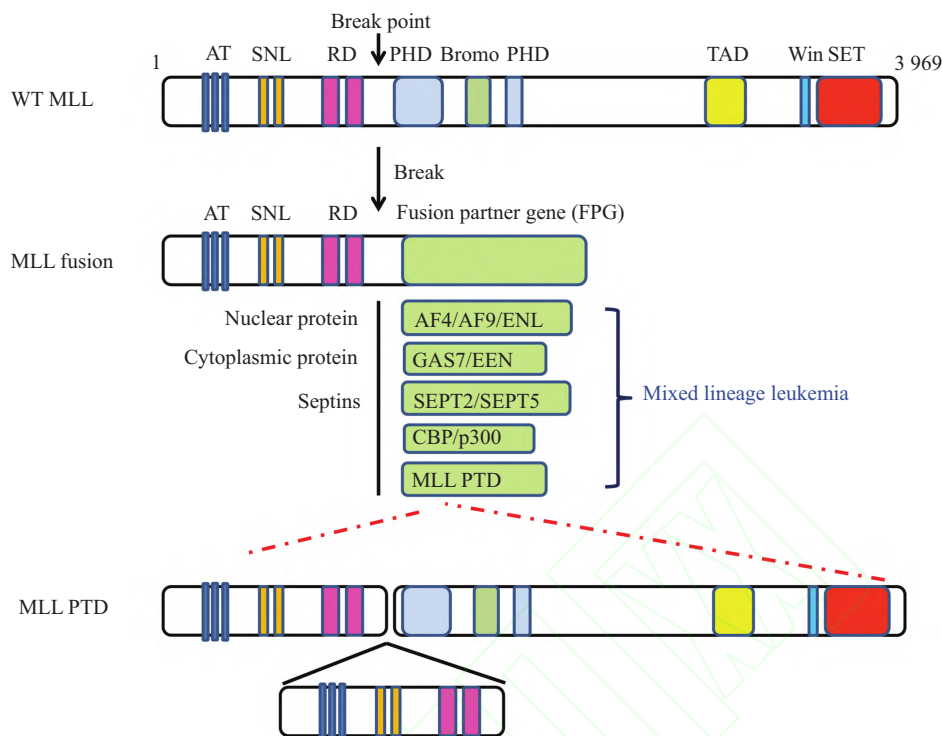 Break point
1 AT SNL RD PHD Bromo PHD TAD Win SET 3 969
WT MLL
Break
AT SNL RD Fusion partner gene (FPG)
MLL fusion
Nuclear protein AF4/AF9/ENL
Cytoplasmic protein GAS7/EEN
Septins SEPT2/SEPT5
Mixed lineage leukemia
CBP/p300
MLL PTD
MLL PTD